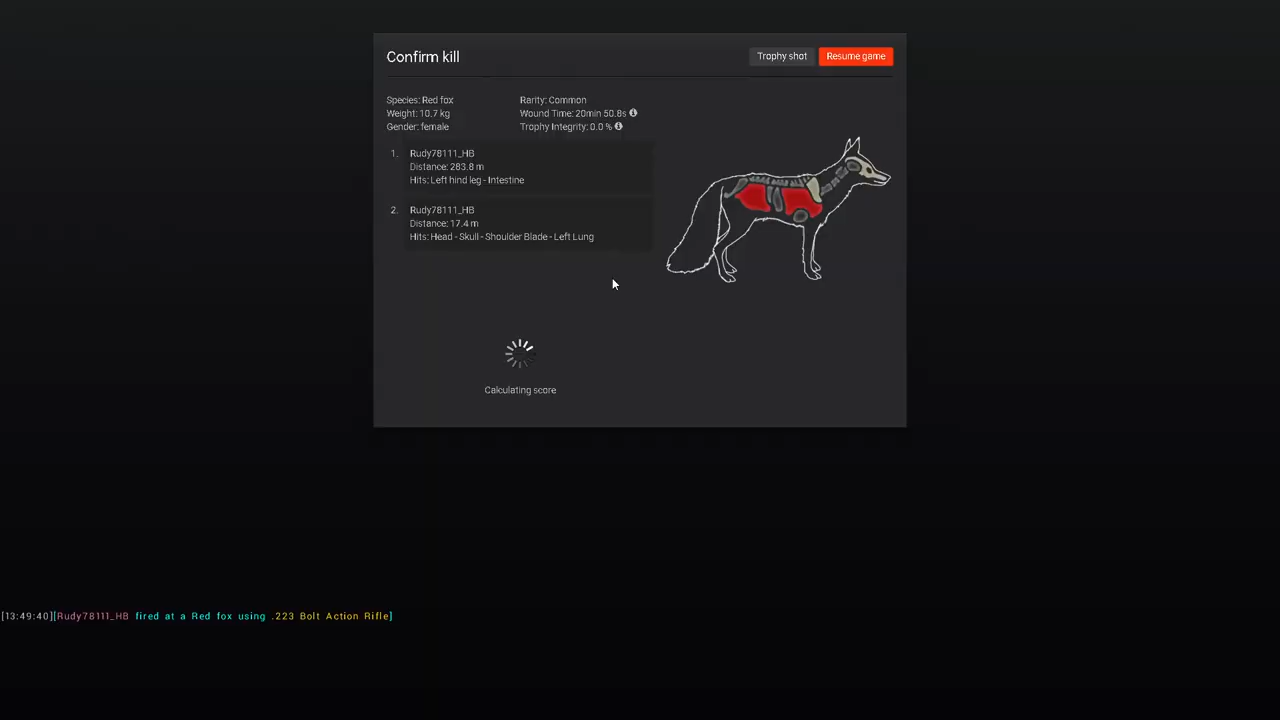 Confirm kill
Trophy shot
Resume game
Species: Red fox
Weight: 10.7 kg
Gender: female
Rarity: Common
Wound Time: 20min 50.8s
Trophy Integrity: 0.0 %
1. Rudy78111_HB
Distance: 283.8 m
Hits: Left hind leg - Intestine
2. Rudy78111_HB
Distance: 17.4 m
Hits: Head - Skull - Shoulder Blade - Left Lung
Calculating score
[13:49:40][Rudy78111_HB fired at a Red fox using .223 Bolt Action Rifle]